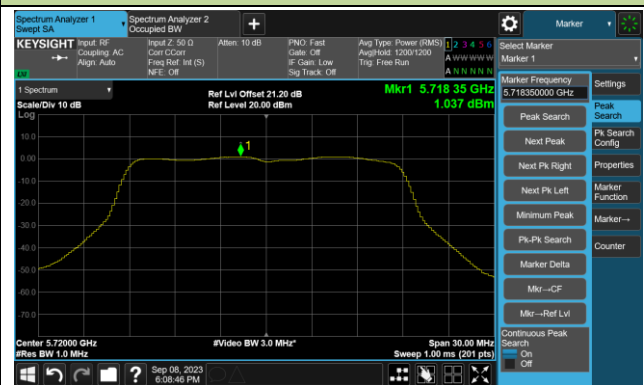 Spectrum Analyzer 1
Swept SA
Spectrum Analyzer 2
Occupied BW
+
Marker
KEYSIGHT
Input: RF
Coupling: AC
Align: Auto
Input Z: 50 Ω
Corr CCorr
Freq Ref: Int (S)
NFE: Off
Atten: 10 dB
PNO: Fast
Gate: Off
IF Gain: Low
Sig Track: Off
Avg Type: Power (RMS)
Avg|Hold: 1200/1200
Trig: Free Run
1 2 3 4 5 6
A W W W W W
A N N N N N
Select Marker
Marker 1
1 Spectrum
Scale/Div 10 dB
Log
Ref Lvl Offset 21.20 dB
Ref Level 20.00 dBm
Mkr1 5.718 35 GHz
1.037 dBm
10.0
0.00
-10.0
-20.0
-30.0
-40.0
-50.0
-60.0
-70.0
1
Center 5.72000 GHz
#Res BW 1.0 MHz
#Video BW 3.0 MHz*
Span 30.00 MHz
Sweep 1.00 ms (201 pts)
Marker Frequency
5.718350000 GHz
Peak Search
Next Peak
Next Pk Right
Next Pk Left
Minimum Peak
Pk-Pk Search
Marker Delta
Mkr→CF
Mkr→Ref Lvl
Continuous Peak
Search
On
Off
Settings
Peak
Search
Pk Search
Config
Properties
Marker
Function
Marker→
Counter
?
Sep 08, 2023
6:08:46 PM